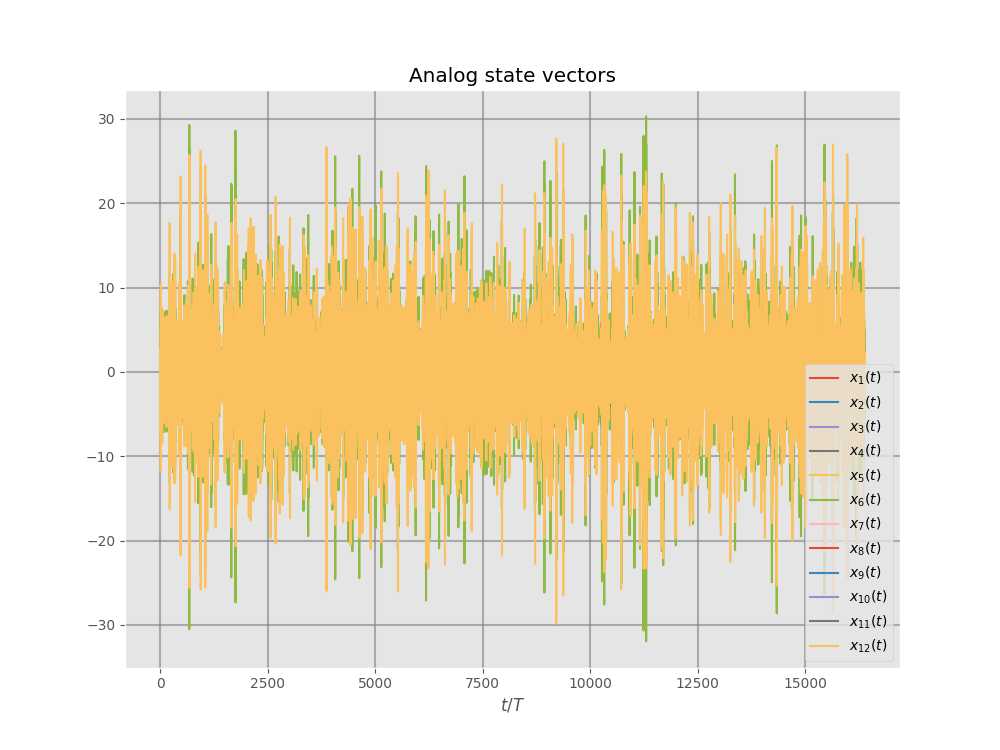 Analog state vectors
30
20
10
0
−10
−20
−30
0 2500 5000 7500 10000 12500 15000
t/T
x₁(t)
x₂(t)
x₃(t)
x₄(t)
x₅(t)
x₆(t)
x₇(t)
x₈(t)
x₉(t)
x₁₀(t)
x₁₁(t)
x₁₂(t)